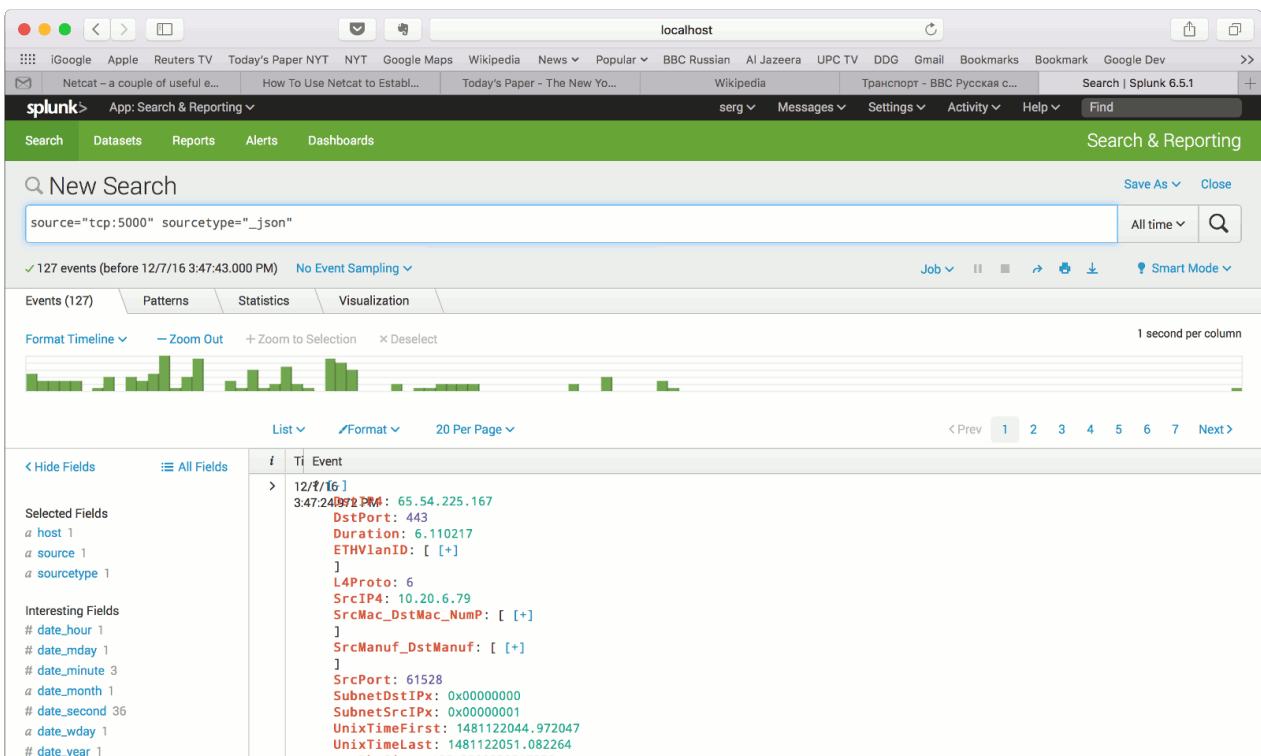 localhost
iGoogle Apple Reuters TV Today's Paper NYT NYT Google Maps Wikipedia News Popular BBC Russian Al Jazeera UPC TV DDG Gmail Bookmarks Bookmark Google Dev >>
Netcat – a couple of useful e... How To Use Netcat to Establ... Today's Paper - The New Yo... Wikipedia Транспорт - BBC Русская с... Search | Splunk 6.5.1 +
splunk> App: Search & Reporting serg Messages Settings Activity Help Find
Search Datasets Reports Alerts Dashboards Search & Reporting
New Search Save As Close
source="tcp:5000" sourcetype="_json" All time
✓ 127 events (before 12/7/16 3:47:43.000 PM) No Event Sampling Job Smart Mode
Events (127) Patterns Statistics Visualization
Format Timeline – Zoom Out + Zoom to Selection × Deselect 1 second per column
List Format 20 Per Page < Prev 1 2 3 4 5 6 7 Next >
< Hide Fields All Fields i Ti Event
> 12/7/16 [-]
3:47:24.972 PM DstIP4: 65.54.225.167
Selected Fields DstPort: 443
a host 1 Duration: 6.110217
a source 1 ETHVlanID: [ [+]
]
a sourcetype 1 L4Proto: 6
SrcIP4: 10.20.6.79
Interesting Fields SrcMac_DstMac_NumP: [ [+]
# date_hour 1 ]
# date_mday 1 SrcManuf_DstManuf: [ [+]
# date_minute 3 ]
a date_month 1 SrcPort: 61528
SubnetDstIPx: 0x00000000
# date_second 36 SubnetSrcIPx: 0x00000001
a date_wday 1 UnixTimeFirst: 1481122044.972047
# date_year 1 UnixTimeLast: 1481122051.082264